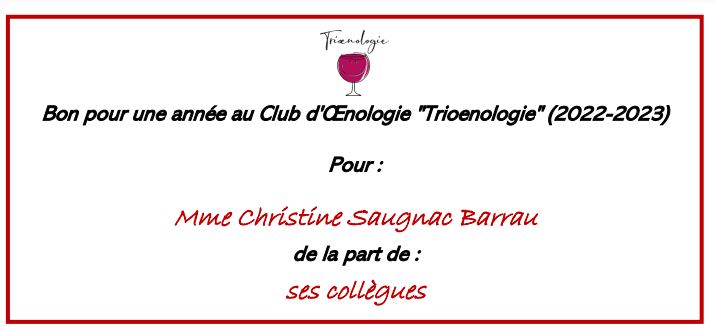 Trioenologie
Bon pour une année au Club d'Œnologie "Trioenologie" (2022-2023)
Pour :
Mme Christine Saugnac Barrau
de la part de :
ses collègues